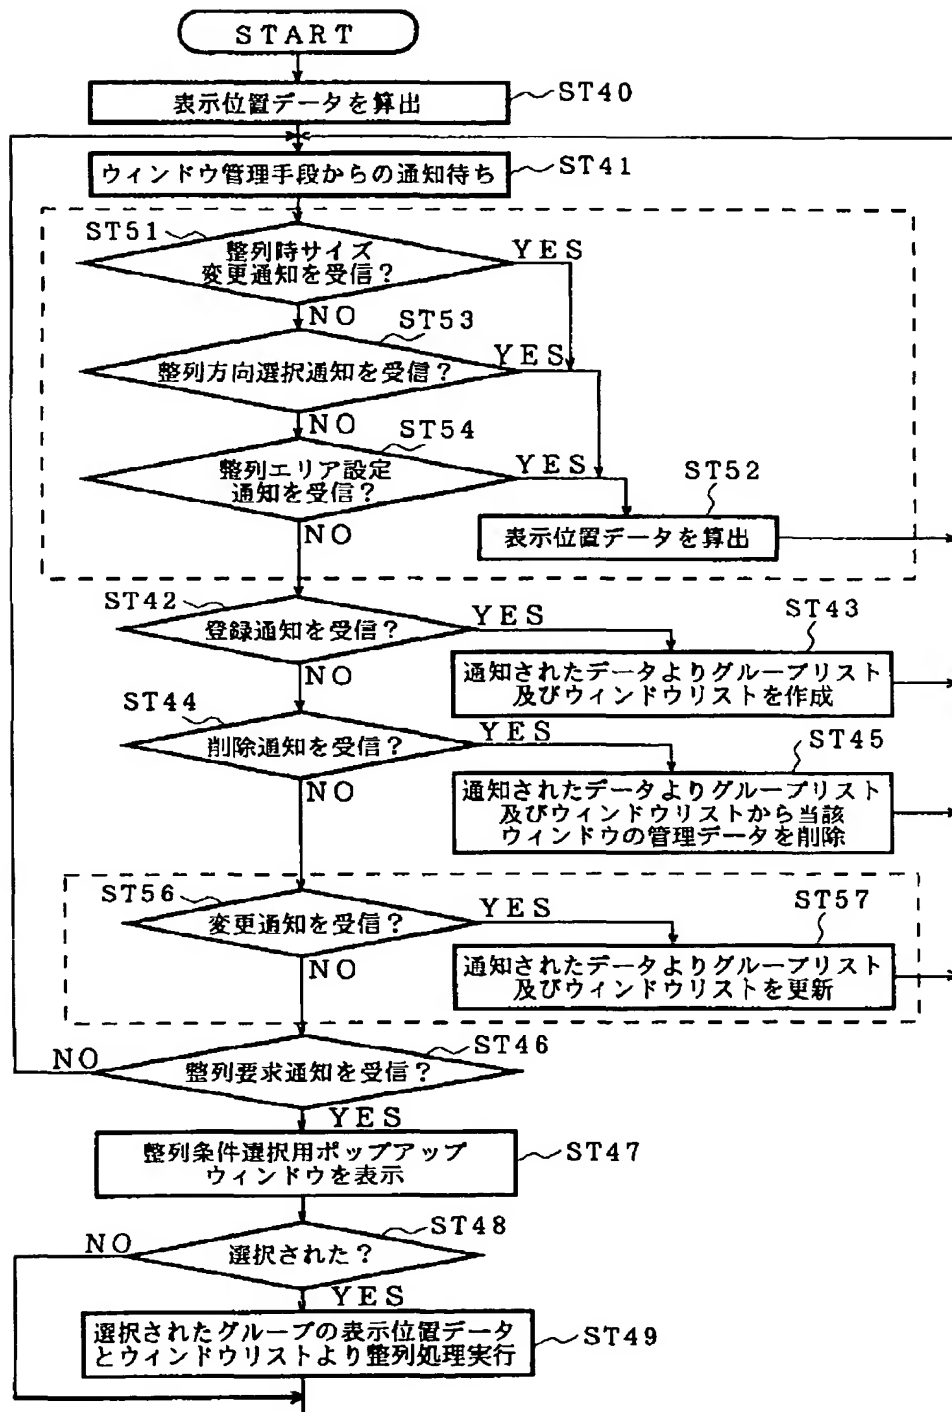 START
表示位置データを算出
ST40
ウィンドウ管理手段からの通知待ち
ST41
ST51
整列時サイズ
変更通知を受信?
YES
NO
ST53
整列方向選択通知を受信?
YES
NO
ST54
整列エリア設定
通知を受信?
YES
NO
ST52
表示位置データを算出
ST42
登録通知を受信?
YES
NO
ST43
通知されたデータよりグループリスト
及びウィンドウリストを作成
ST44
削除通知を受信?
YES
NO
ST45
通知されたデータよりグループリスト
及びウィンドウリストから当該
ウィンドウの管理データを削除
ST56
変更通知を受信?
YES
NO
ST57
通知されたデータよりグループリスト
及びウィンドウリストを更新
ST46
整列要求通知を受信?
NO
YES
整列条件選択用ポップアップ
ウィンドウを表示
ST47
ST48
選択された?
NO
YES
選択されたグループの表示位置データ
とウィンドウリストより整列処理実行
ST49